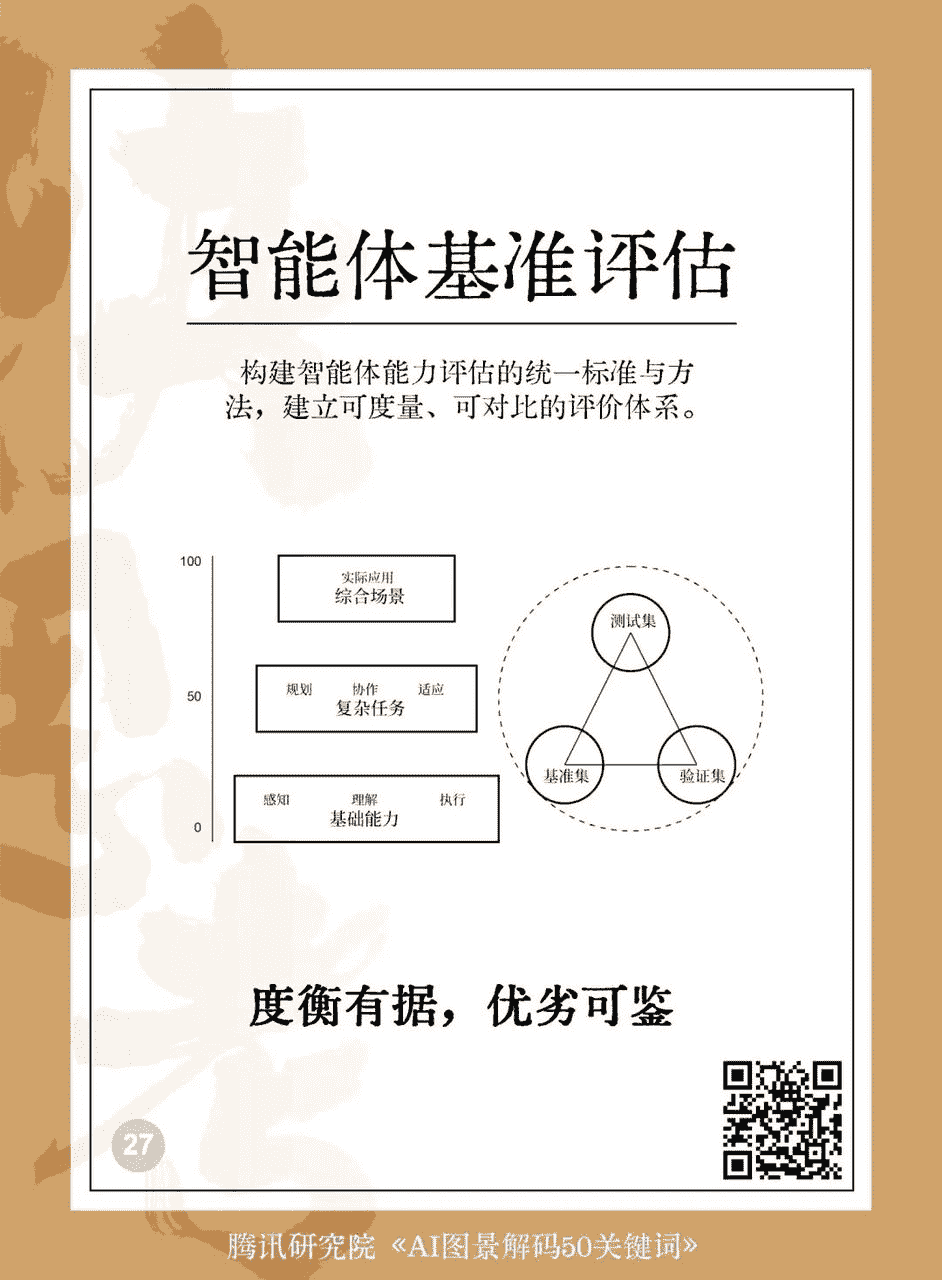 智能体基准评估
构建智能体能力评估的统一标准与方
法，建立可度量、可对比的评价体系。
100
实际应用
综合场景
50
规划 协作 适应
复杂任务
0
感知 理解 执行
基础能力
测试集
基准集 验证集
度衡有据，优劣可鉴
27
腾讯研究院《AI图景解码50关键词》